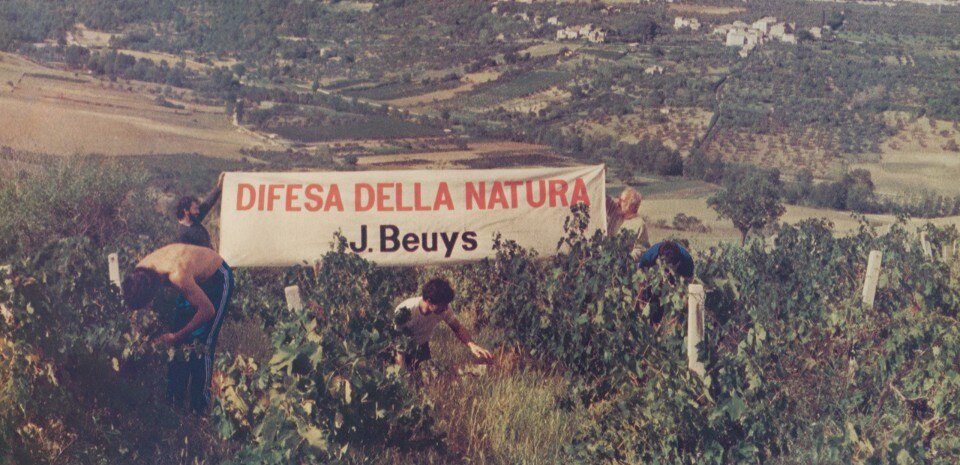 DIFESA DELLA NATURA
J. Beuys